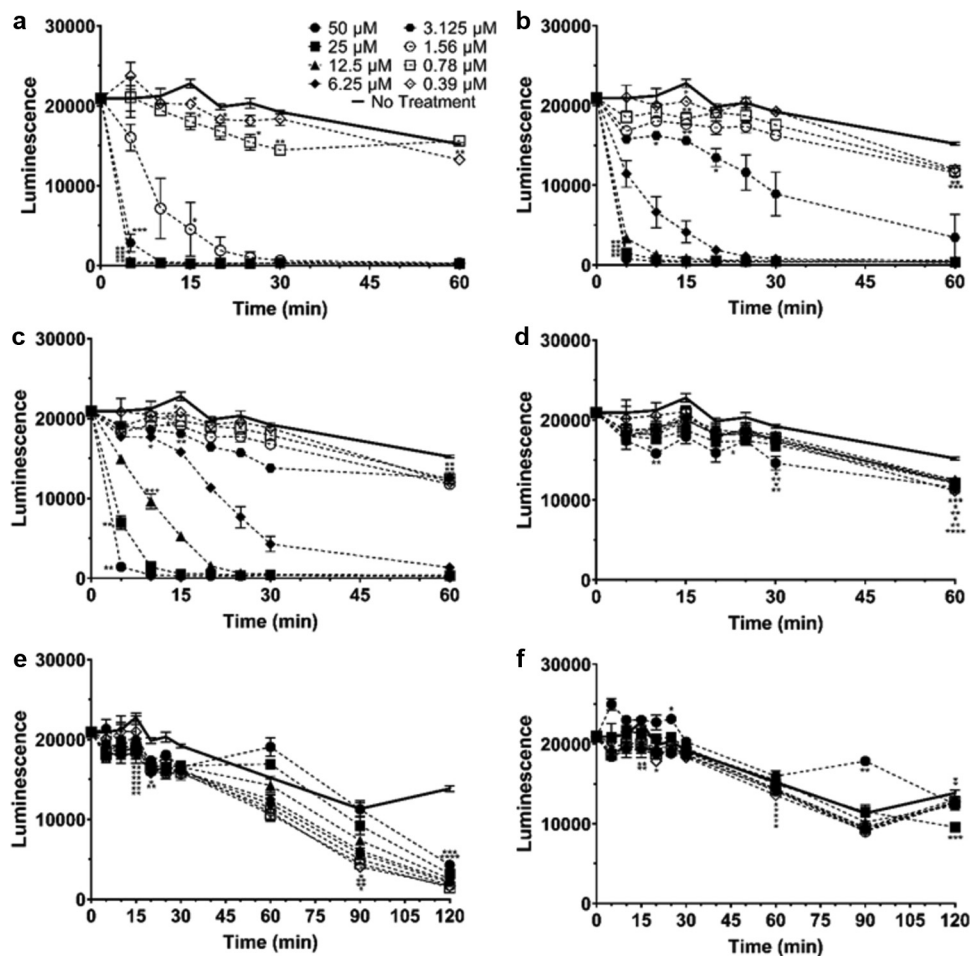 a
30000
20000
10000
0
Luminescence
0 15 30 45 60
Time (min)
50 µM
25 µM
12.5 µM
6.25 µM
3.125 µM
1.56 µM
0.78 µM
0.39 µM
No Treatment
b
30000
20000
10000
0
Luminescence
0 15 30 45 60
Time (min)
c
30000
20000
10000
0
Luminescence
0 15 30 45 60
Time (min)
d
30000
20000
10000
0
Luminescence
0 15 30 45 60
Time (min)
e
30000
20000
10000
0
Luminescence
0 15 30 45 60 75 90 105 120
Time (min)
f
30000
20000
10000
0
Luminescence
0 15 30 45 60 75 90 105 120
Time (min)